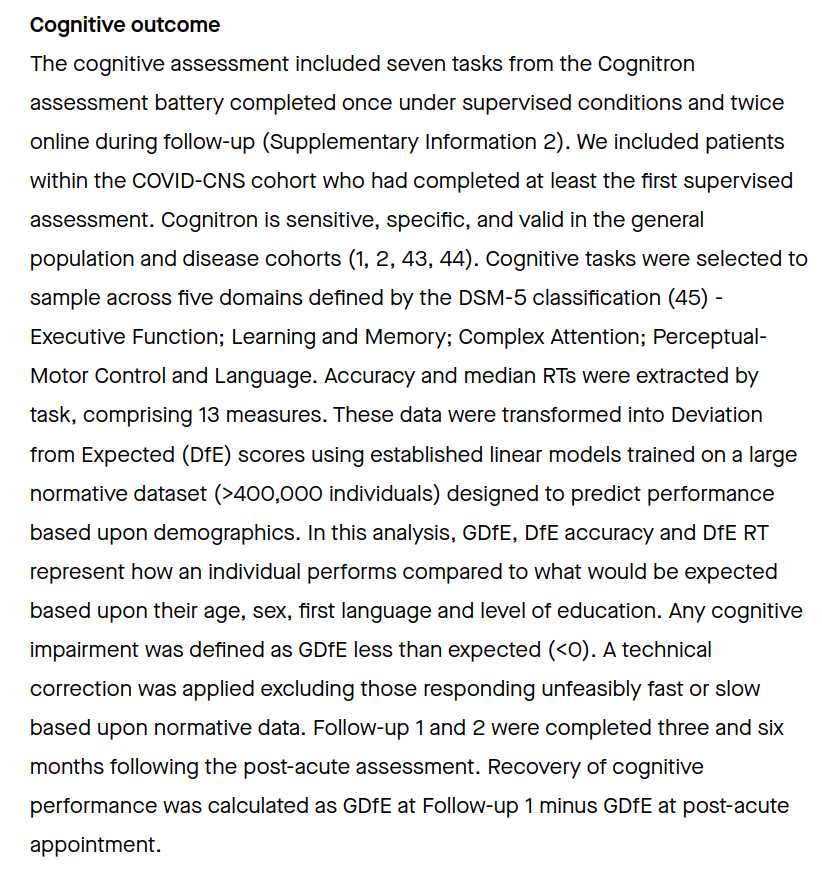 Cognitive outcome
The cognitive assessment included seven tasks from the Cognitron
assessment battery completed once under supervised conditions and twice
online during follow-up (Supplementary Information 2). We included patients
within the COVID-CNS cohort who had completed at least the first supervised
assessment. Cognitron is sensitive, specific, and valid in the general
population and disease cohorts (1, 2, 43, 44). Cognitive tasks were selected to
sample across five domains defined by the DSM-5 classification (45) -
Executive Function; Learning and Memory; Complex Attention; Perceptual-
Motor Control and Language. Accuracy and median RTs were extracted by
task, comprising 13 measures. These data were transformed into Deviation
from Expected (DfE) scores using established linear models trained on a large
normative dataset (>400,000 individuals) designed to predict performance
based upon demographics. In this analysis, GDfE, DfE accuracy and DfE RT
represent how an individual performs compared to what would be expected
based upon their age, sex, first language and level of education. Any cognitive
impairment was defined as GDfE less than expected (<0). A technical
correction was applied excluding those responding unfeasibly fast or slow
based upon normative data. Follow-up 1 and 2 were completed three and six
months following the post-acute assessment. Recovery of cognitive
performance was calculated as GDfE at Follow-up 1 minus GDfE at post-acute
appointment.